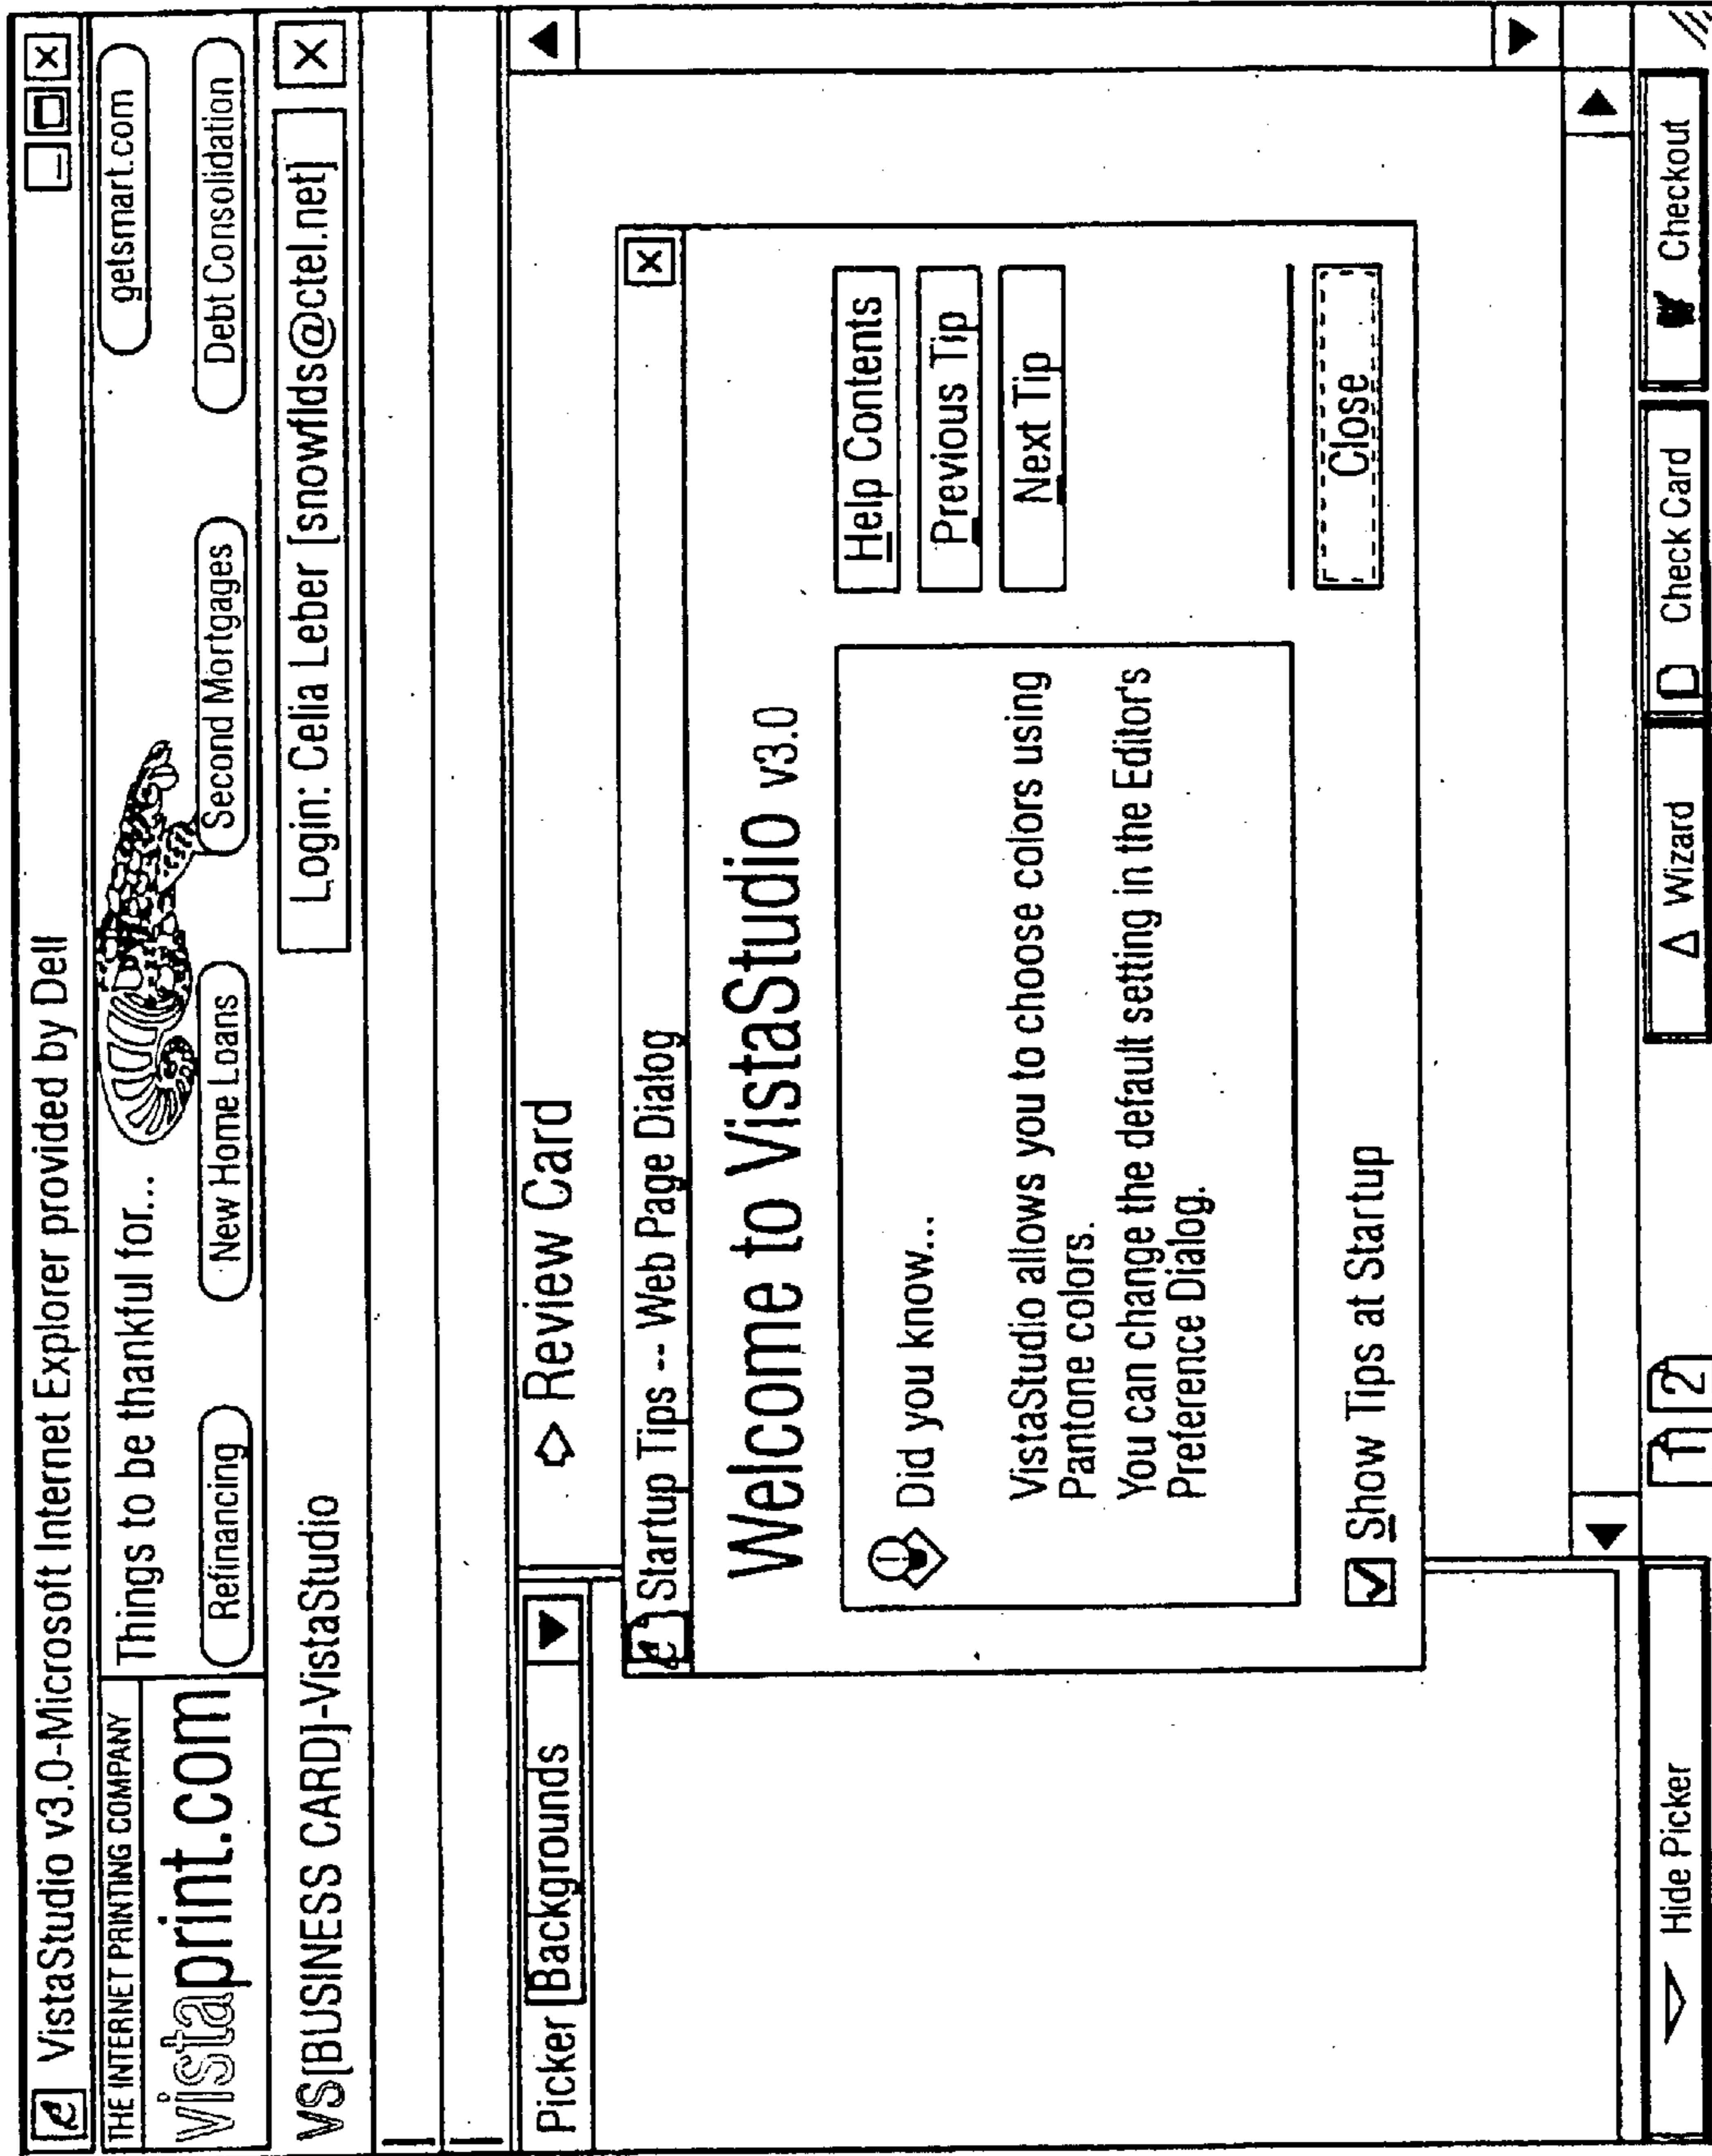 VistaStudio v3.0-Microsoft Internet Explorer provided by Dell
THE INTERNET PRINTING COMPANY
vistaprint.com
Things to be thankful for...
getsmart.com
Refinancing
New Home Loans
Second Mortgages
Debt Consolidation
VS[BUSINESS CARD]-VistaStudio
Login: Celia Leber [snowflds@ctel.net]
Picker Backgrounds
Review Card
Startup Tips -- Web Page Dialog
Welcome to VistaStudio v3.0
Did you know...
VistaStudio allows you to choose colors using
Pantone colors.
You can change the default setting in the Editor's
Preference Dialog.
Help Contents
Previous Tip
Next Tip
Show Tips at Startup
Close
Hide Picker
1 2
Wizard
Check Card
Checkout